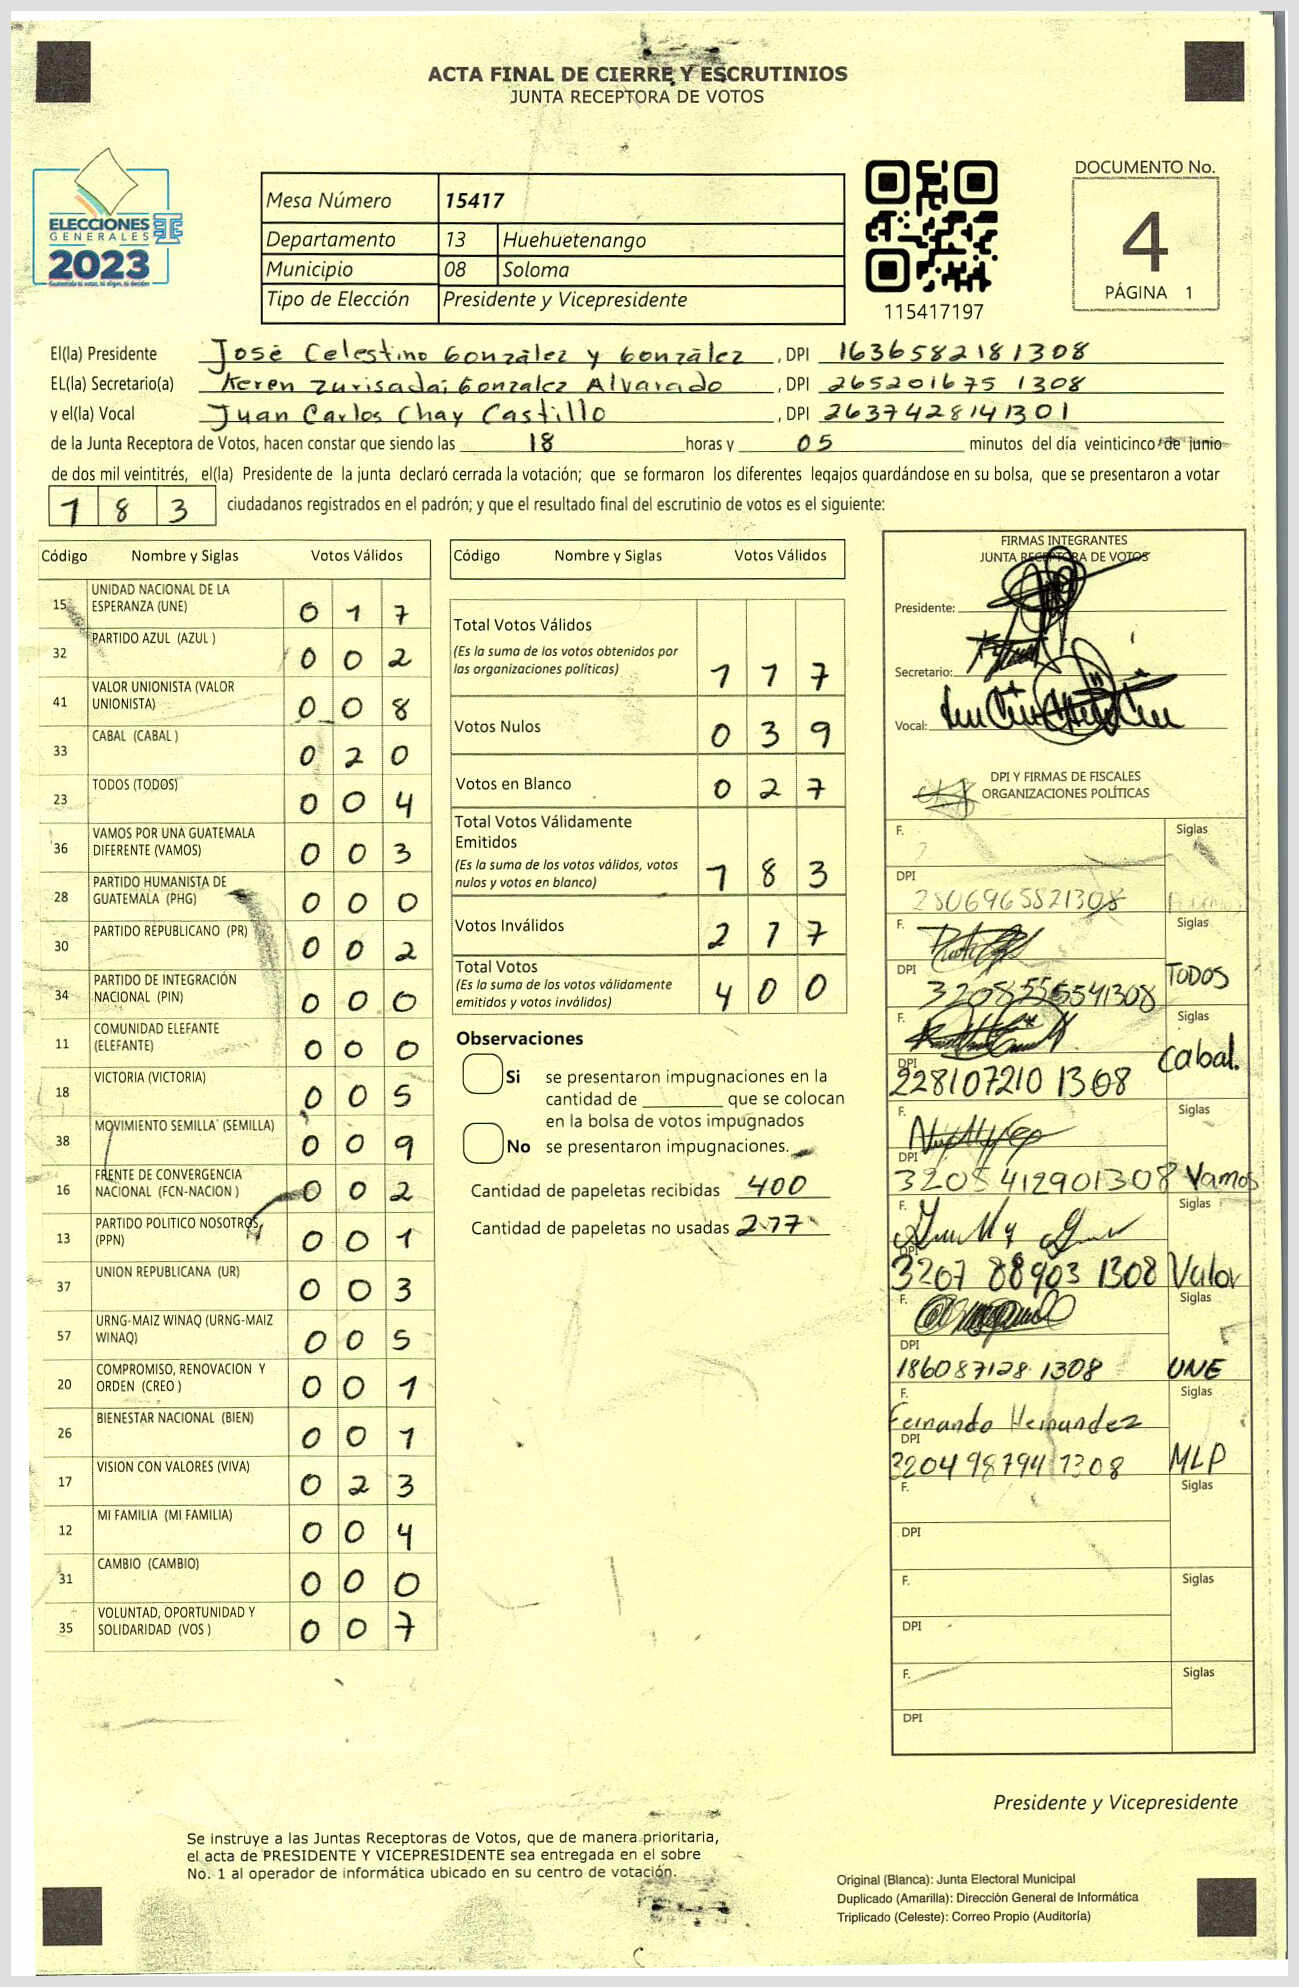 ACTA FINAL DE CIERRE Y ESCRUTINIOS
JUNTA RECEPTORA DE VOTOS
ELECCIONES
GENERALES
2023
Mesa Número 15417
Departamento 13 Huehuetenango
Municipio 08 Soloma
Tipo de Elección Presidente y Vicepresidente
115417197
DOCUMENTO No.
4
PÁGINA 1
El(la) Presidente José Celestino González y González , DPI 1636582181308
EL(la) Secretario(a) Keren Zurisadai Gonzalez Alvarado , DPI 265201675 1308
y el(la) Vocal Juan Carlos Chay Castillo , DPI 2637428141301
de la Junta Receptora de Votos, hacen constar que siendo las 18 horas y 05 minutos del día veinticinco de junio
de dos mil veintitrés, el(la) Presidente de la junta declaró cerrada la votación; que se formaron los diferentes legajos guardándose en su bolsa, que se presentaron a votar
1 8 3 ciudadanos registrados en el padrón; y que el resultado final del escrutinio de votos es el siguiente:
Código Nombre y Siglas Votos Válidos
15 UNIDAD NACIONAL DE LA ESPERANZA (UNE) 0 1 7
32 PARTIDO AZUL (AZUL ) 0 0 2
41 VALOR UNIONISTA (VALOR UNIONISTA) 0 0 8
33 CABAL (CABAL ) 0 2 0
23 TODOS (TODOS) 0 0 4
36 VAMOS POR UNA GUATEMALA DIFERENTE (VAMOS) 0 0 3
28 PARTIDO HUMANISTA DE GUATEMALA (PHG) 0 0 0
30 PARTIDO REPUBLICANO (PR) 0 0 2
34 PARTIDO DE INTEGRACIÓN NACIONAL (PIN) 0 0 0
11 COMUNIDAD ELEFANTE (ELEFANTE) 0 0 0
18 VICTORIA (VICTORIA) 0 0 5
38 MOVIMIENTO SEMILLA (SEMILLA) 0 0 9
16 FRENTE DE CONVERGENCIA NACIONAL (FCN-NACION ) 0 0 2
13 PARTIDO POLITICO NOSOTROS (PPN) 0 0 1
37 UNION REPUBLICANA (UR) 0 0 3
57 URNG-MAIZ WINAQ (URNG-MAIZ WINAQ) 0 0 5
20 COMPROMISO, RENOVACION Y ORDEN (CREO ) 0 0 1
26 BIENESTAR NACIONAL (BIEN) 0 0 1
17 VISION CON VALORES (VIVA) 0 2 3
12 MI FAMILIA (MI FAMILIA) 0 0 4
31 CAMBIO (CAMBIO) 0 0 0
35 VOLUNTAD, OPORTUNIDAD Y SOLIDARIDAD (VOS ) 0 0 7
Código Nombre y Siglas Votos Válidos
Total Votos Válidos
(Es la suma de los votos obtenidos por
las organizaciones políticas) 1 1 7
Votos Nulos 0 3 9
Votos en Blanco 0 2 7
Total Votos Válidamente
Emitidos
(Es la suma de los votos válidos, votos
nulos y votos en blanco) 1 8 3
Votos Inválidos 2 1 7
Total Votos
(Es la suma de los votos válidamente
emitidos y votos inválidos) 4 0 0
Observaciones
Si se presentaron impugnaciones en la
cantidad de ________ que se colocan
en la bolsa de votos impugnados
No se presentaron impugnaciones.
Cantidad de papeletas recibidas 400
Cantidad de papeletas no usadas 217
FIRMAS INTEGRANTES
JUNTA RECEPTORA DE VOTOS
Presidente:
Secretario:
Vocal:
DPI Y FIRMAS DE FISCALES
ORGANIZACIONES POLÍTICAS
F. Siglas
DPI 2806965821308
F. Siglas
DPI 3208555541308 TODOS
F. Siglas
DPI 228107210 1308 Cabal.
F. Siglas
DPI 3205412901308 Vamos
F. Siglas
DPI 3207 88903 1308 Valor
F. Siglas
DPI 186087128 1308 UNE
F. Fernando Hernandez Siglas
DPI 3204987941308 MLP
F. Siglas
DPI
F. Siglas
DPI
F. Siglas
DPI
Presidente y Vicepresidente
Se instruye a las Juntas Receptoras de Votos, que de manera prioritaria,
el acta de PRESIDENTE Y VICEPRESIDENTE sea entregada en el sobre
No. 1 al operador de informática ubicado en su centro de votación.
Original (Blanca): Junta Electoral Municipal
Duplicado (Amarilla): Dirección General de Informática
Triplicado (Celeste): Correo Propio (Auditoría)